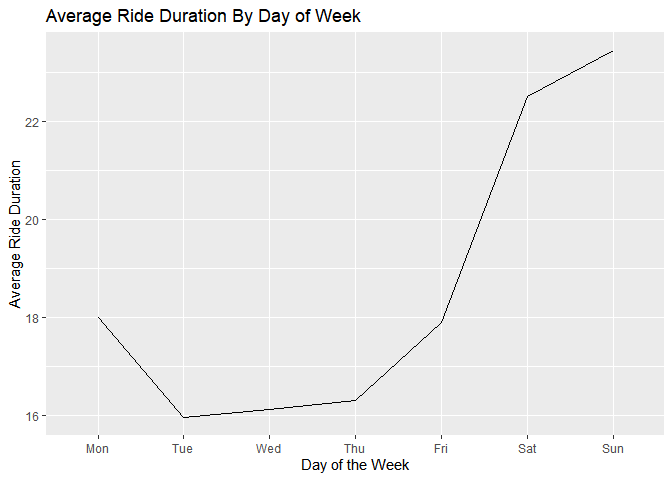 Average Ride Duration By Day of Week
Average Ride Duration
22
20
18
16
Mon Tue Wed Thu Fri Sat Sun
Day of the Week